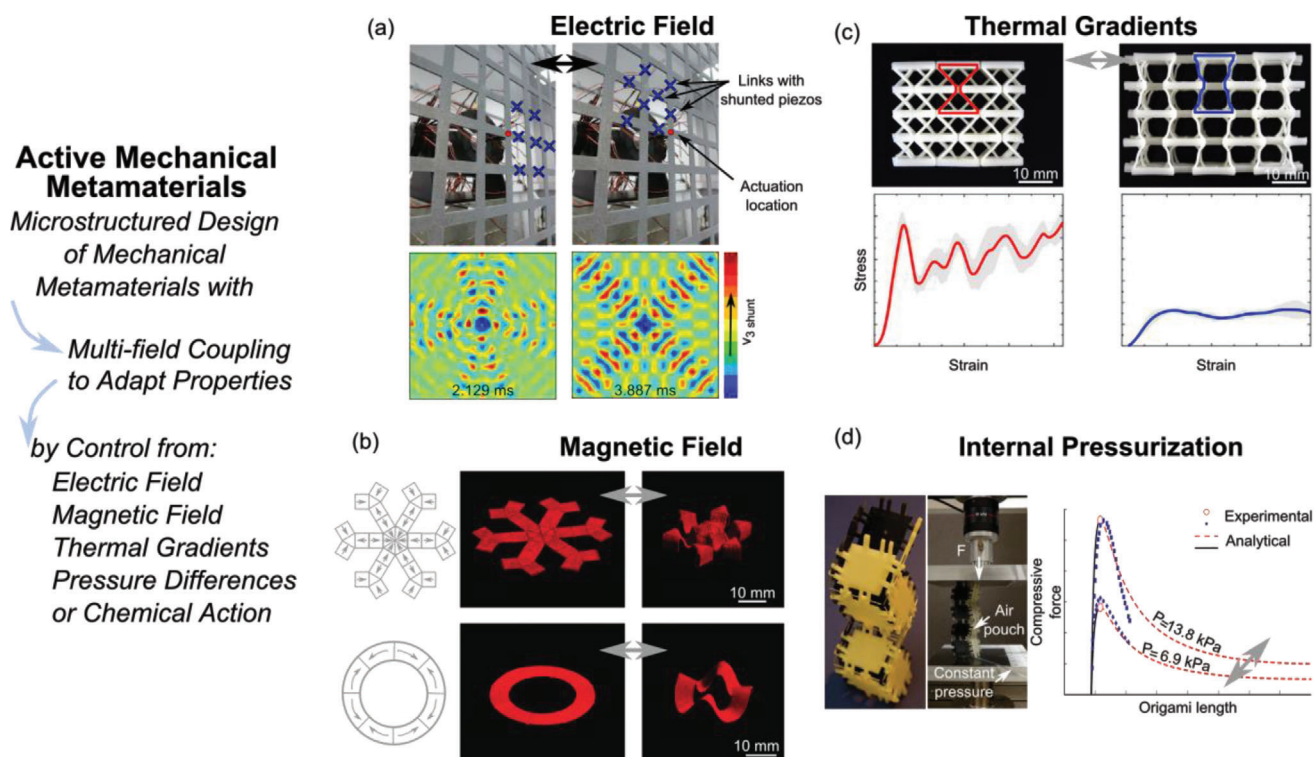 Active Mechanical
Metamaterials
Microstructured Design
of Mechanical
Metamaterials with
Multi-field Coupling
to Adapt Properties
by Control from:
Electric Field
Magnetic Field
Thermal Gradients
Pressure Differences
or Chemical Action
(a)
Electric Field
Links with
shunted piezos
Actuation
location
2.129 ms
3.887 ms
v3 shunt
(b)
Magnetic Field
10 mm
10 mm
(c)
Thermal Gradients
10 mm
10 mm
Stress
Strain
Strain
(d)
Internal Pressurization
F
Air
pouch
Constant
pressure
Compressive
force
Experimental
Analytical
P=13.8 kPa
P=6.9 kPa
Origami length